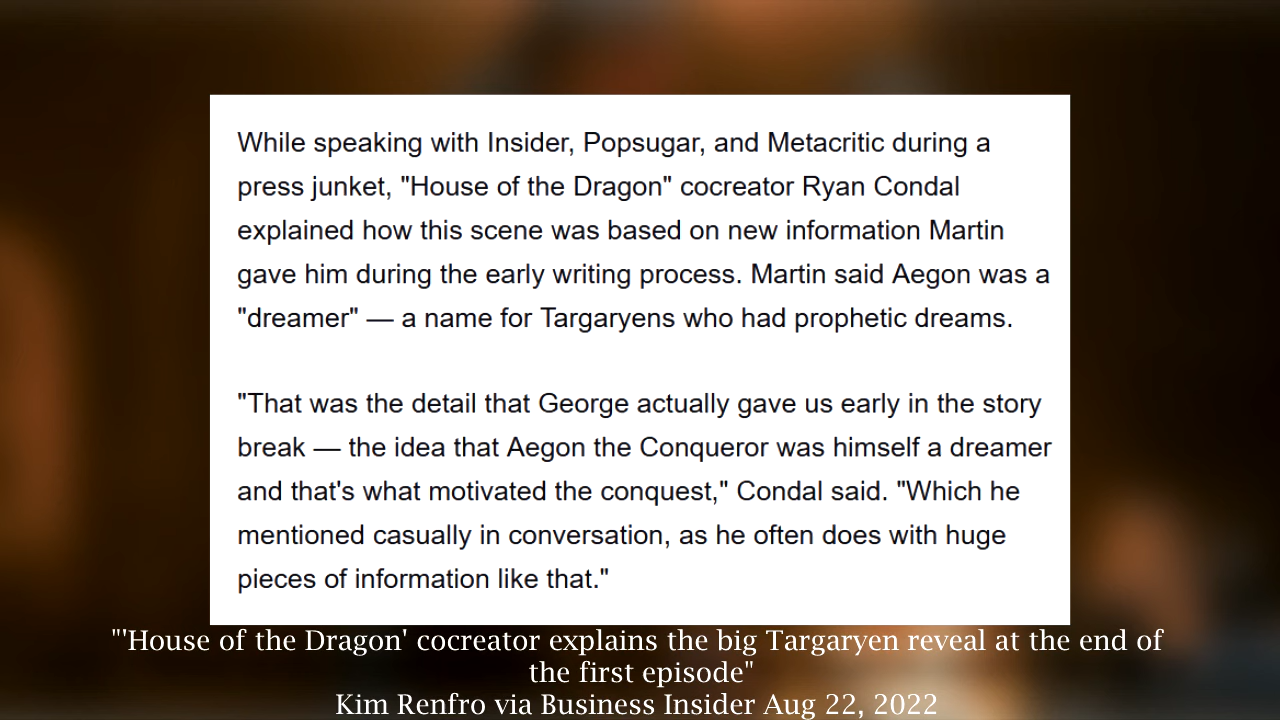 While speaking with Insider, Popsugar, and Metacritic during a
press junket, "House of the Dragon" cocreator Ryan Condal
explained how this scene was based on new information Martin
gave him during the early writing process. Martin said Aegon was a
"dreamer" — a name for Targaryens who had prophetic dreams.
"That was the detail that George actually gave us early in the story
break — the idea that Aegon the Conqueror was himself a dreamer
and that's what motivated the conquest," Condal said. "Which he
mentioned casually in conversation, as he often does with huge
pieces of information like that."
"'House of the Dragon' cocreator explains the big Targaryen reveal at the end of
the first episode"
Kim Renfro via Business Insider Aug 22, 2022